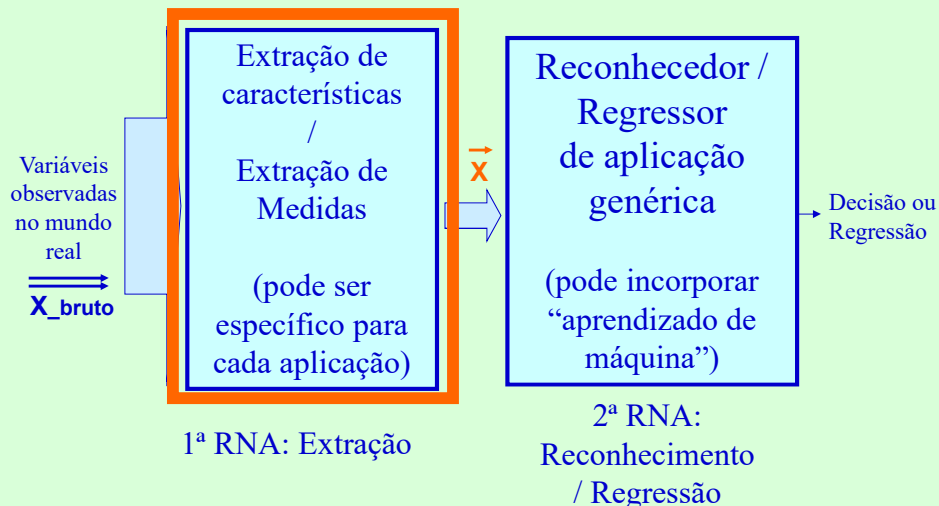 Variáveis
observadas
no mundo
real
X_bruto
Extração de
características
/
Extração de
Medidas
(pode ser
específico para
cada aplicação)
1ª RNA: Extração
X
Reconhecedor /
Regressor
de aplicação
genérica
(pode incorporar
“aprendizado de
máquina”)
2ª RNA:
Reconhecimento
/ Regressão
Decisão ou
Regressão